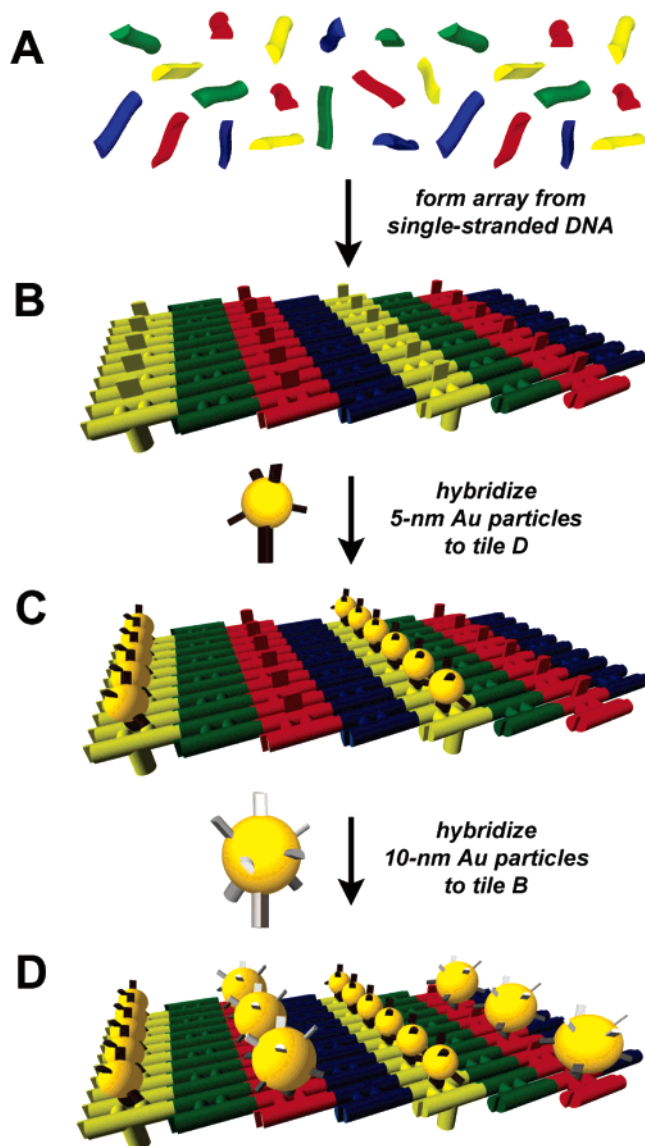 A
form array from
single-stranded DNA
B
hybridize
5-nm Au particles
to tile D
C
hybridize
10-nm Au particles
to tile B
D